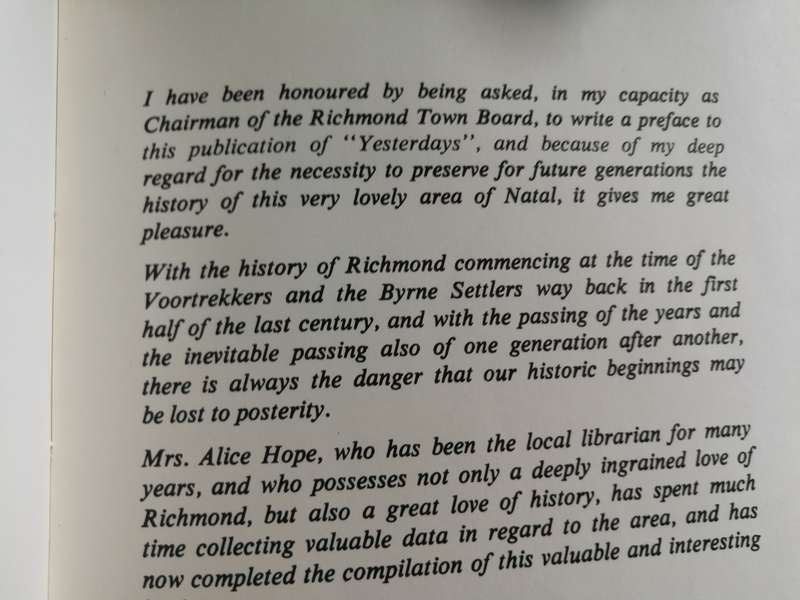 I have been honoured by being asked, in my capacity as
Chairman of the Richmond Town Board, to write a preface to
this publication of "Yesterdays", and because of my deep
regard for the necessity to preserve for future generations the
history of this very lovely area of Natal, it gives me great
pleasure.
With the history of Richmond commencing at the time of the
Voortrekkers and the Byrne Settlers way back in the first
half of the last century, and with the passing of the years and
the inevitable passing also of one generation after another,
there is always the danger that our historic beginnings may
be lost to posterity.
Mrs. Alice Hope, who has been the local librarian for many
years, and who possesses not only a deeply ingrained love of
Richmond, but also a great love of history, has spent much
time collecting valuable data in regard to the area, and has
now completed the compilation of this valuable and interesting